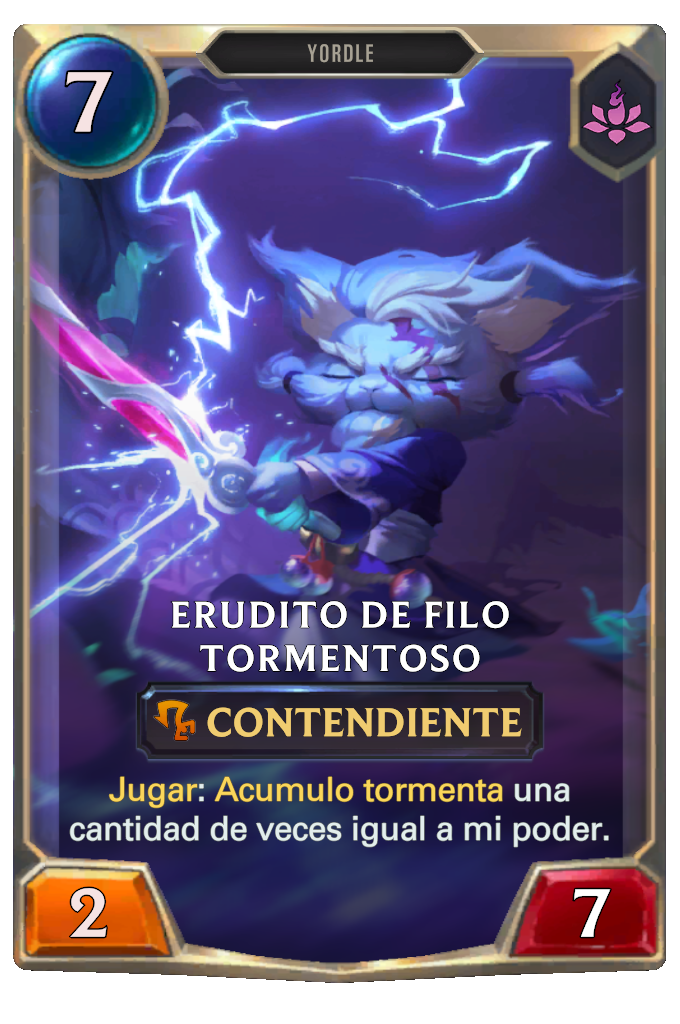 7
YORDLE
ERUDITO DE FILO
TORMENTOSO
CONTENDIENTE
Jugar: Acumulo tormenta una
cantidad de veces igual a mi poder.
2
7